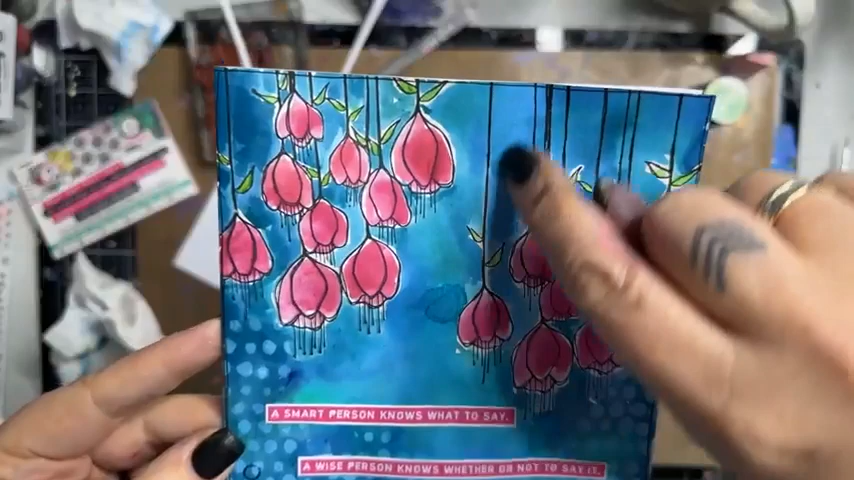 A SMART PERSON KNOWS WHAT TO SAY.
A WISE PERSON KNOWS WHETHER OR NOT TO SAY IT.